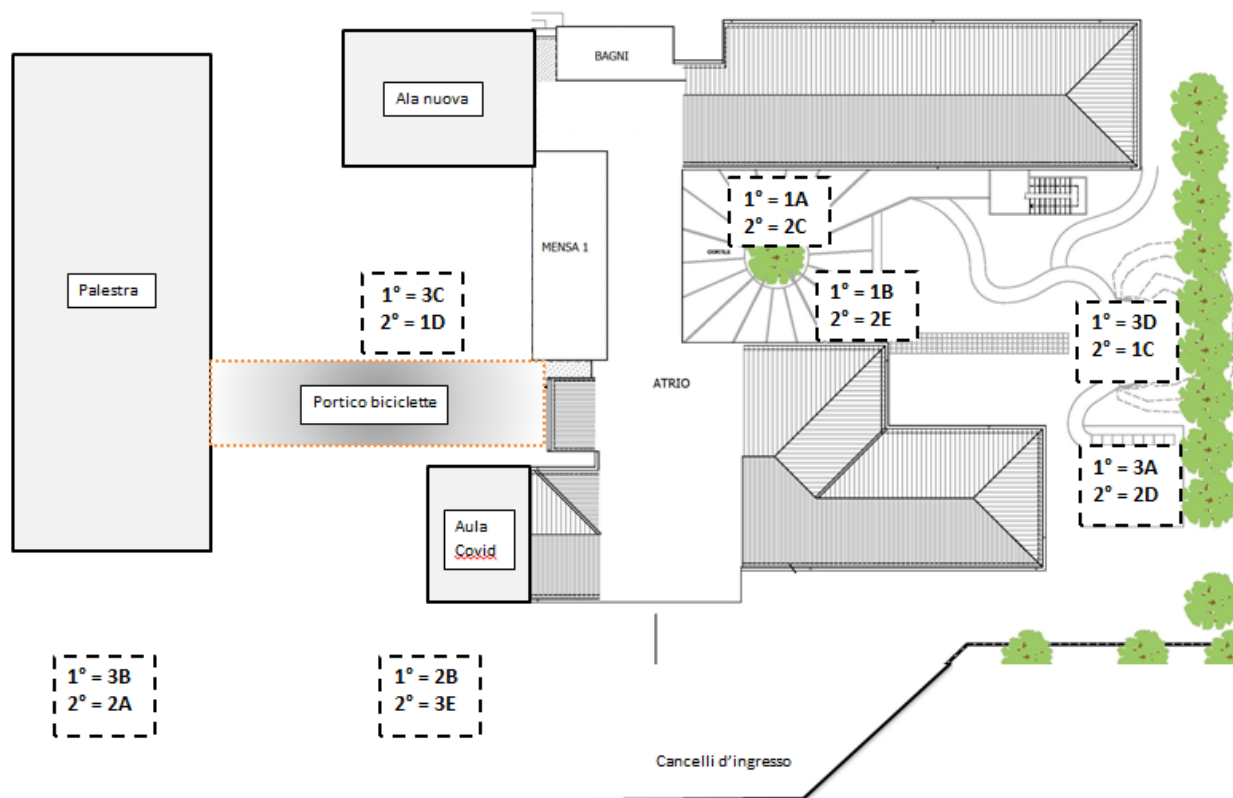 BAGNI
Ala nuova
1° = 1A
2° = 2C
MENSA 1
CORTILE
Palestra
1° = 3C
2° = 1D
1° = 1B
2° = 2E
1° = 3D
2° = 1C
ATRIO
Portico biciclette
1° = 3A
2° = 2D
Aula
Covid
1° = 3B
2° = 2A
1° = 2B
2° = 3E
Cancelli d'ingresso